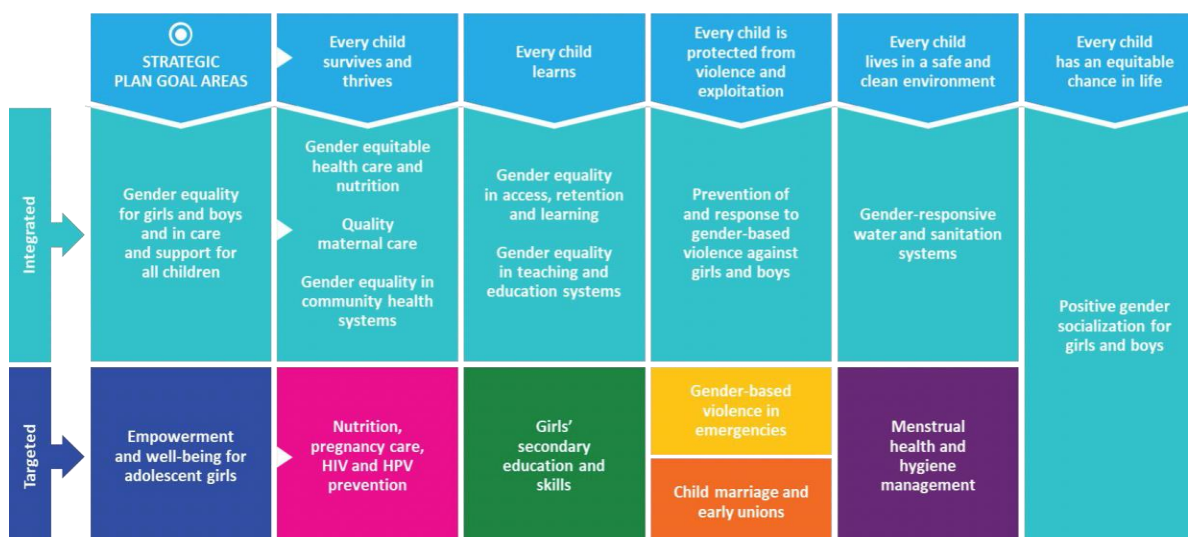 STRATEGIC
PLAN GOAL AREAS
Every child
survives and
thrives
Every child
learns
Every child is
protected from
violence and
exploitation
Every child
lives in a safe and
clean environment
Every child
has an equitable
chance in life
Integrated
Gender equality
for girls and boys
and in care
and support for
all children
Gender equitable
health care and
nutrition
Quality
maternal care
Gender equality in
community health
systems
Gender equality
in access, retention
and learning
Gender equality
in teaching and
education systems
Prevention of
and response to
gender-based
violence against
girls and boys
Gender-responsive
water and sanitation
systems
Positive gender
socialization for
girls and boys
Targeted
Empowerment
and well-being for
adolescent girls
Nutrition,
pregnancy care,
HIV and HPV
prevention
Girls’
secondary
education and
skills
Gender-based
violence in
emergencies
Child marriage and
early unions
Menstrual
health and
hygiene
management